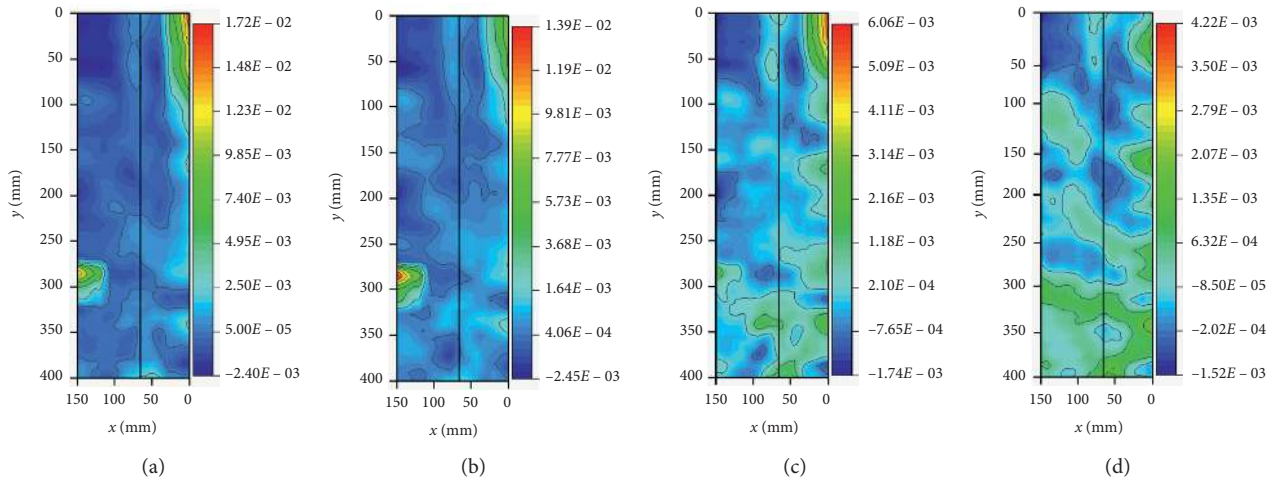 0
50
100
150
200
250
300
350
400
y (mm)
150 100 50 0
x (mm)
1.72E – 02
1.48E – 02
1.23E – 02
9.85E – 03
7.40E – 03
4.95E – 03
2.50E – 03
5.00E – 05
–2.40E – 03
(a)
0
50
100
150
200
250
300
350
400
y (mm)
150 100 50 0
x (mm)
1.39E – 02
1.19E – 02
9.81E – 03
7.77E – 03
5.73E – 03
3.68E – 03
1.64E – 03
4.06E – 04
–2.45E – 03
(b)
0
50
100
150
200
250
300
350
400
y (mm)
150 100 50 0
x (mm)
6.06E – 03
5.09E – 03
4.11E – 03
3.14E – 03
2.16E – 03
1.18E – 03
2.10E – 04
–7.65E – 04
–1.74E – 03
(c)
0
50
100
150
200
250
300
350
400
y (mm)
150 100 50 0
x (mm)
4.22E – 03
3.50E – 03
2.79E – 03
2.07E – 03
1.35E – 03
6.32E – 04
–8.50E – 05
–2.02E – 04
–1.52E – 03
(d)